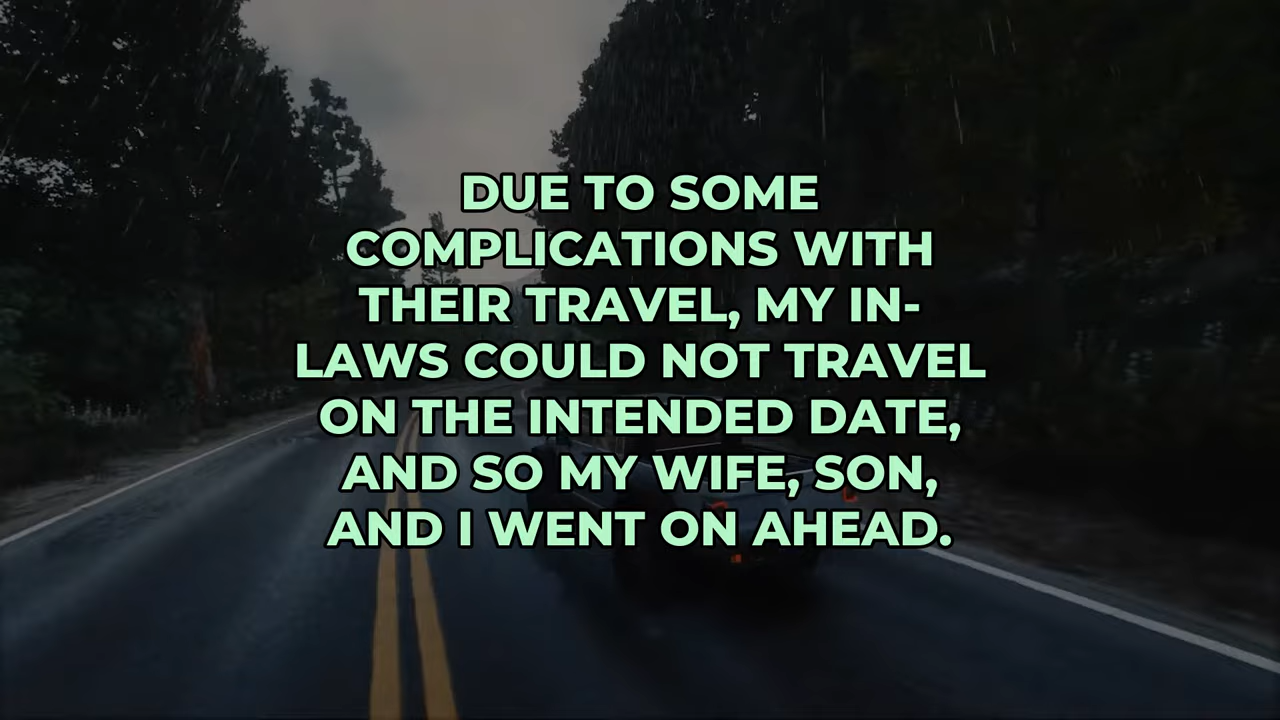 DUE TO SOME
COMPLICATIONS WITH
THEIR TRAVEL, MY IN-
LAWS COULD NOT TRAVEL
ON THE INTENDED DATE,
AND SO MY WIFE, SON,
AND I WENT ON AHEAD.